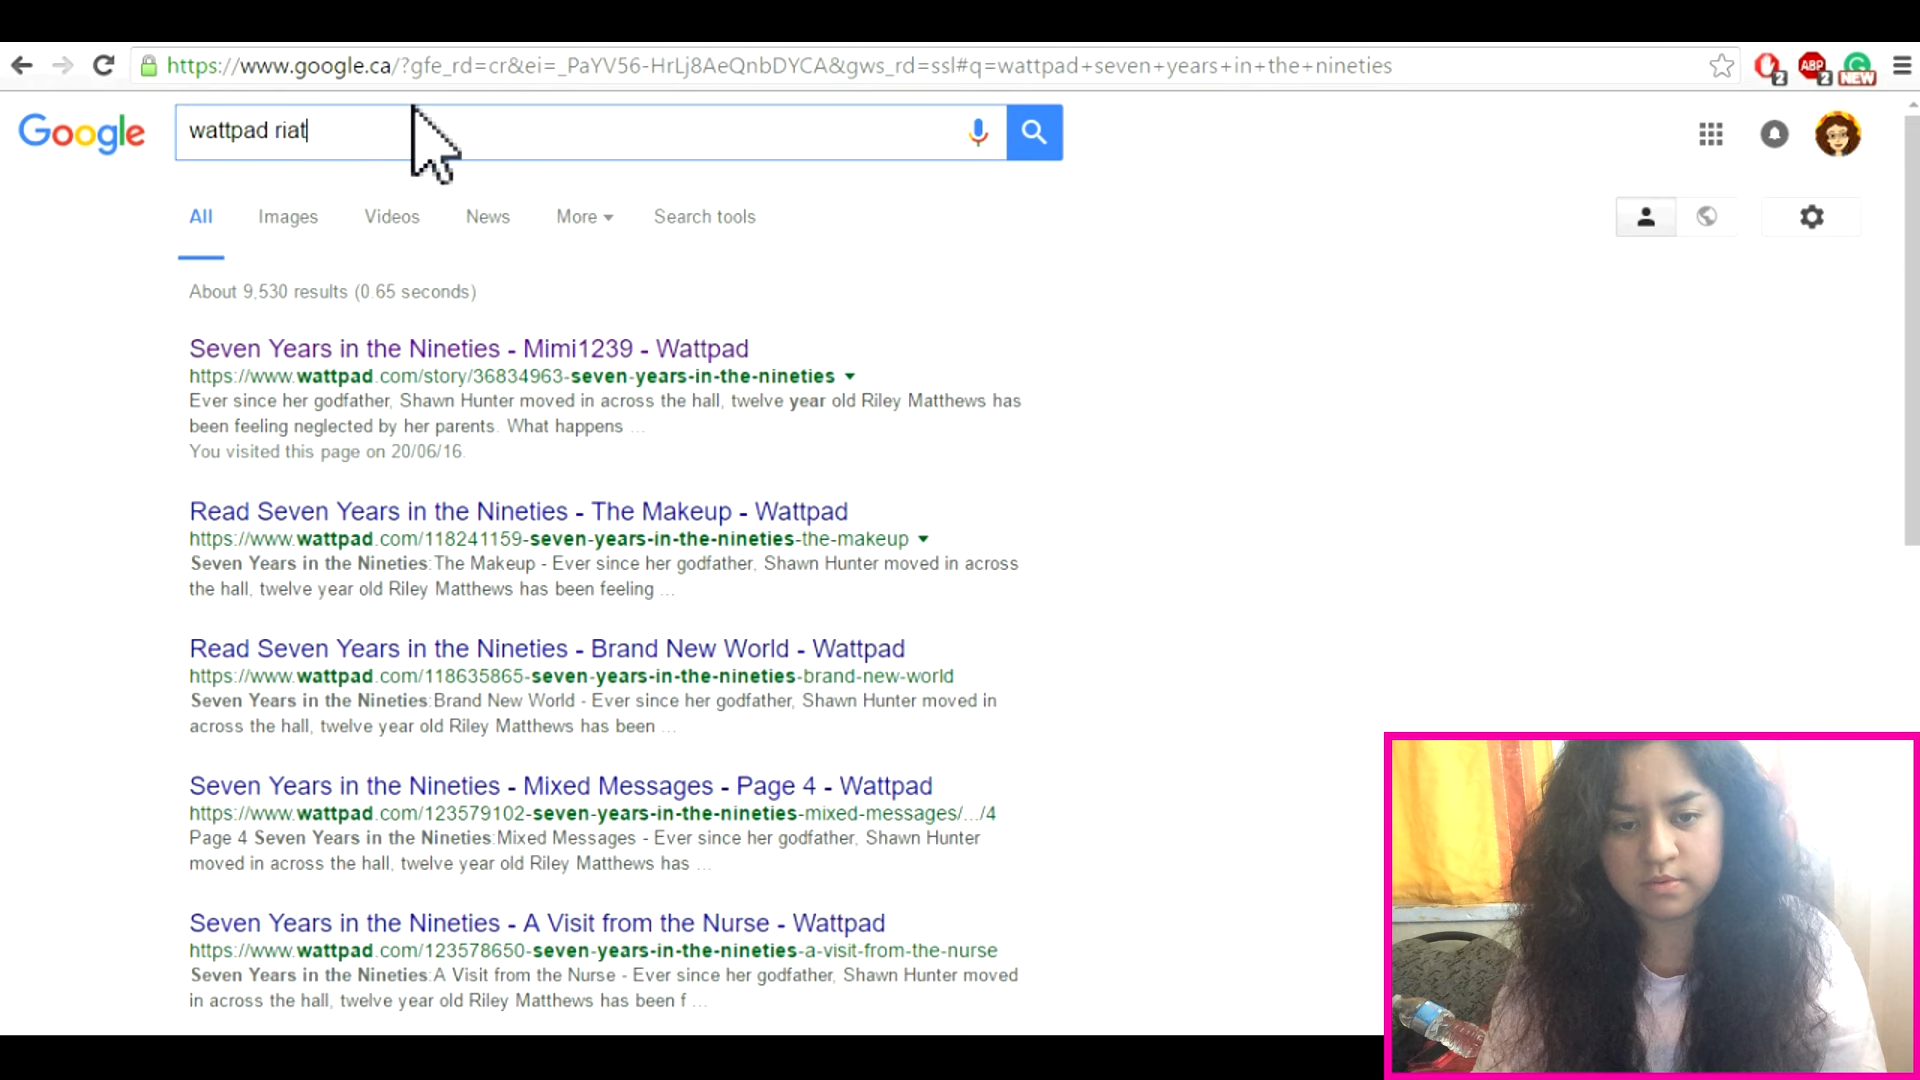 https://www.google.ca/?gfe_rd=cr&ei=_PaYV56-HrLj8AeQnbDYCA&gws_rd=ssl#q=wattpad+seven+years+in+the+nineties
2
ABP
2
NEW
Google
wattpad riat
All
Images
Videos
News
More
Search tools
About 9,530 results (0.65 seconds)
Seven Years in the Nineties - Mimi1239 - Wattpad
https://www.wattpad.com/story/36834963-seven-years-in-the-nineties
Ever since her godfather, Shawn Hunter moved in across the hall, twelve year old Riley Matthews has
been feeling neglected by her parents. What happens ...
You visited this page on 20/06/16.
Read Seven Years in the Nineties - The Makeup - Wattpad
https://www.wattpad.com/118241159-seven-years-in-the-nineties-the-makeup
Seven Years in the Nineties:The Makeup - Ever since her godfather, Shawn Hunter moved in across
the hall, twelve year old Riley Matthews has been feeling ...
Read Seven Years in the Nineties - Brand New World - Wattpad
https://www.wattpad.com/118635865-seven-years-in-the-nineties-brand-new-world
Seven Years in the Nineties:Brand New World - Ever since her godfather, Shawn Hunter moved in
across the hall, twelve year old Riley Matthews has been ...
Seven Years in the Nineties - Mixed Messages - Page 4 - Wattpad
https://www.wattpad.com/123579102-seven-years-in-the-nineties-mixed-messages/.../4
Page 4 Seven Years in the Nineties:Mixed Messages - Ever since her godfather, Shawn Hunter
moved in across the hall, twelve year old Riley Matthews has ...
Seven Years in the Nineties - A Visit from the Nurse - Wattpad
https://www.wattpad.com/123578650-seven-years-in-the-nineties-a-visit-from-the-nurse
Seven Years in the Nineties:A Visit from the Nurse - Ever since her godfather, Shawn Hunter moved
in across the hall, twelve year old Riley Matthews has been f ...